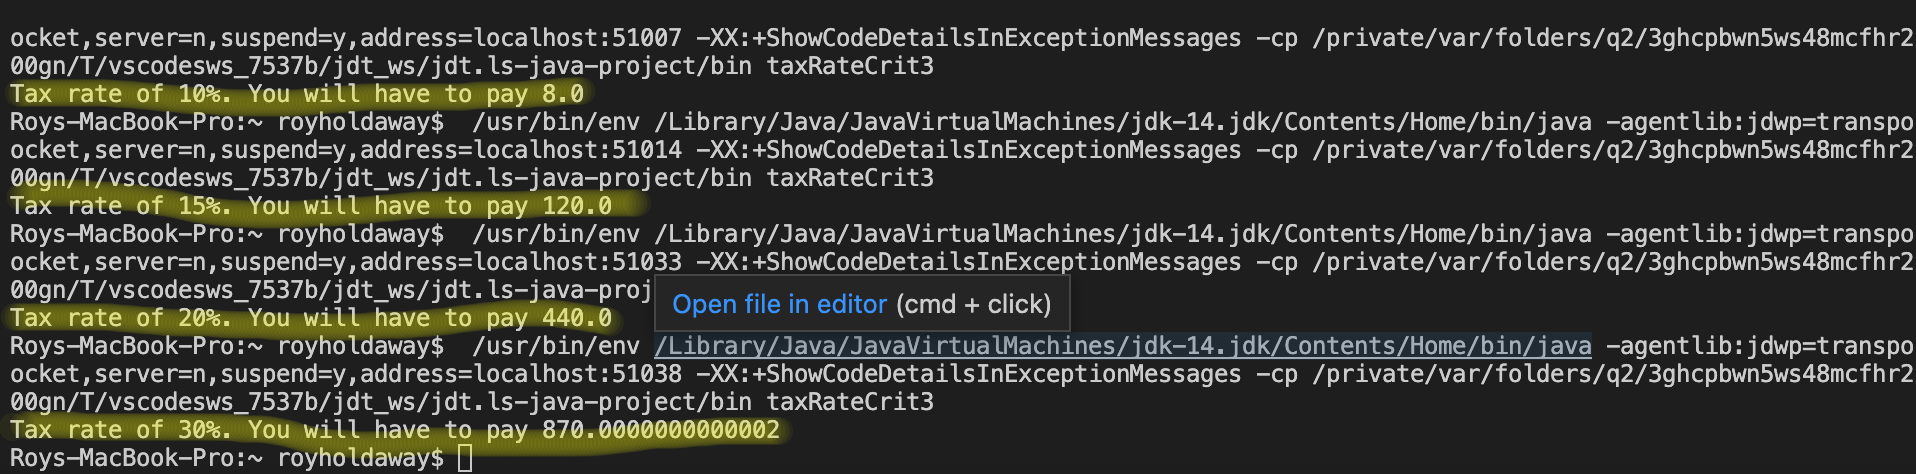 ocket,server=n,suspend=y,address=localhost:51007 -XX:+ShowCodeDetailsInExceptionMessages -cp /private/var/folders/q2/3ghcpbwn5ws48mcfhr2
00gn/T/vscodesws_7537b/jdt_ws/jdt.ls-java-project/bin taxRateCrit3
Tax rate of 10%. You will have to pay 8.0
Roys-MacBook-Pro:~ royholdaway$  /usr/bin/env /Library/Java/JavaVirtualMachines/jdk-14.jdk/Contents/Home/bin/java -agentlib:jdwp=transpo
ocket,server=n,suspend=y,address=localhost:51014 -XX:+ShowCodeDetailsInExceptionMessages -cp /private/var/folders/q2/3ghcpbwn5ws48mcfhr2
00gn/T/vscodesws_7537b/jdt_ws/jdt.ls-java-project/bin taxRateCrit3
Tax rate of 15%. You will have to pay 120.0
Roys-MacBook-Pro:~ royholdaway$  /usr/bin/env /Library/Java/JavaVirtualMachines/jdk-14.jdk/Contents/Home/bin/java -agentlib:jdwp=transpo
ocket,server=n,suspend=y,address=localhost:51033 -XX:+ShowCodeDetailsInExceptionMessages -cp /private/var/folders/q2/3ghcpbwn5ws48mcfhr2
00gn/T/vscodesws_7537b/jdt_ws/jdt.ls-java-proj
Open file in editor (cmd + click)
Tax rate of 20%. You will have to pay 440.0
Roys-MacBook-Pro:~ royholdaway$  /usr/bin/env /Library/Java/JavaVirtualMachines/jdk-14.jdk/Contents/Home/bin/java -agentlib:jdwp=transpo
ocket,server=n,suspend=y,address=localhost:51038 -XX:+ShowCodeDetailsInExceptionMessages -cp /private/var/folders/q2/3ghcpbwn5ws48mcfhr2
00gn/T/vscodesws_7537b/jdt_ws/jdt.ls-java-project/bin taxRateCrit3
Tax rate of 30%. You will have to pay 870.0000000000002
Roys-MacBook-Pro:~ royholdaway$